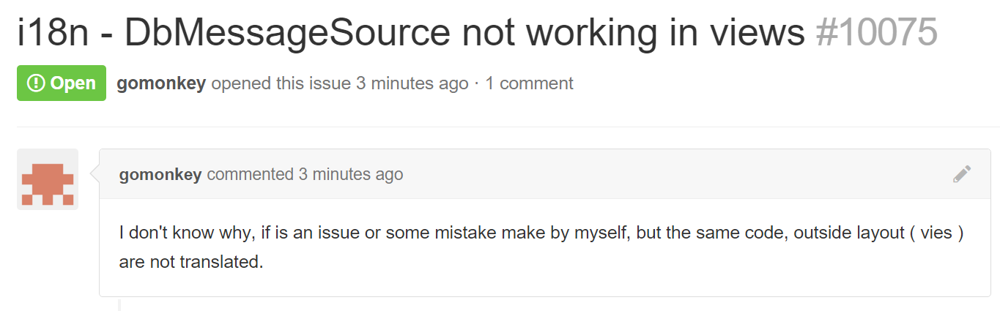 i18n - DbMessageSource not working in views #10075
Open gomonkey opened this issue 3 minutes ago · 1 comment
gomonkey commented 3 minutes ago
I don't know why, if is an issue or some mistake make by myself, but the same code, outside layout ( vies )
are not translated.